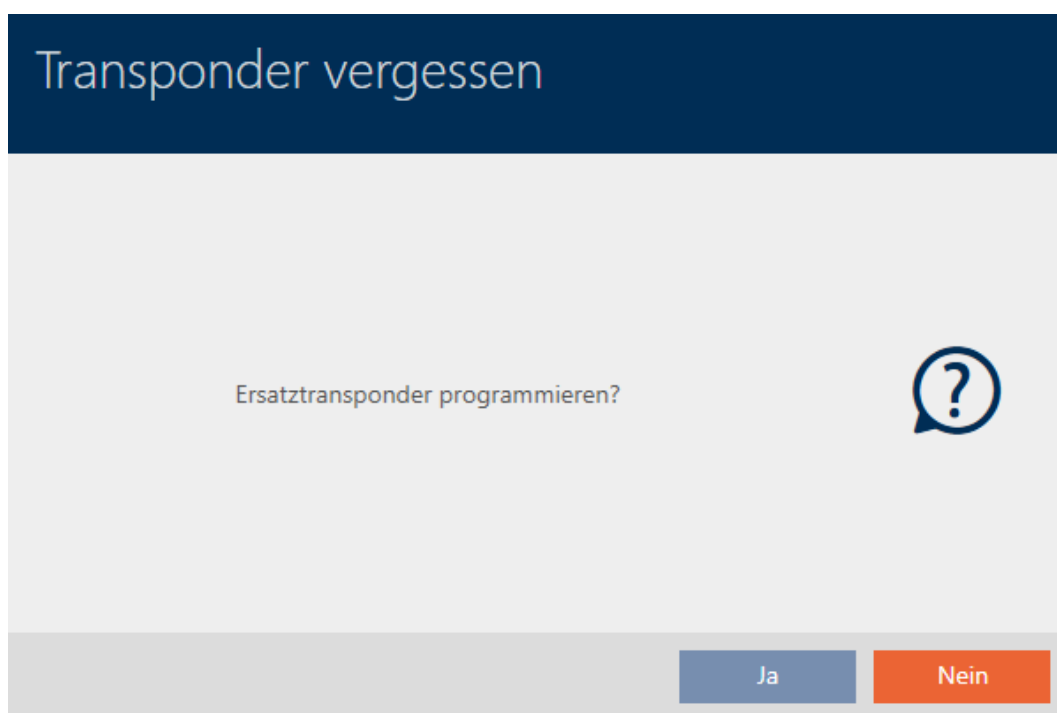 Transponder vergessen
Ersatztransponder programmieren?
?
Ja
Nein